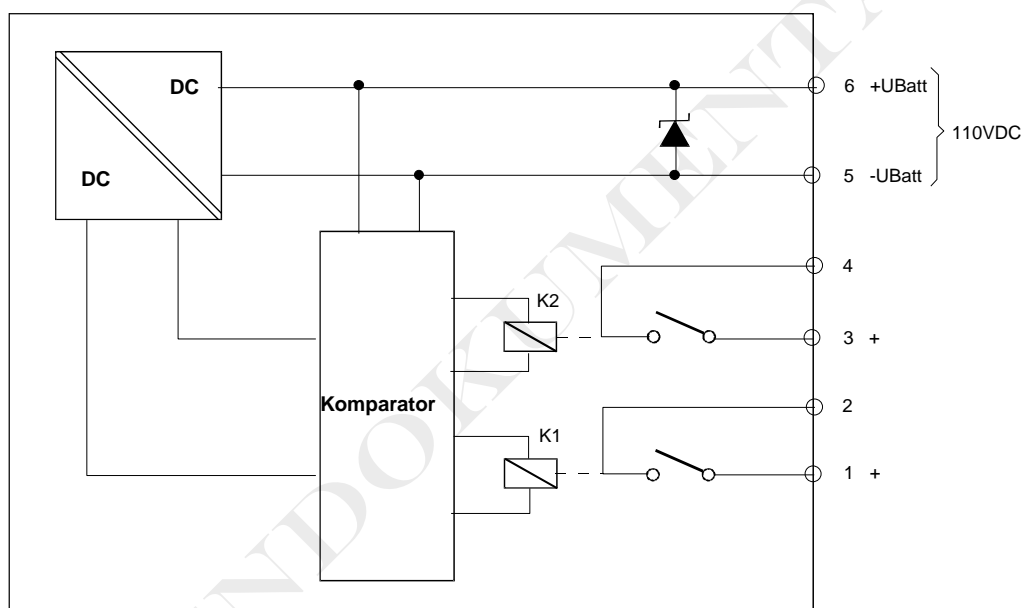 DC
DC
6 +UBatt
110VDC
5 -UBatt
4
K2
3 +
Komparator
2
K1
1 +